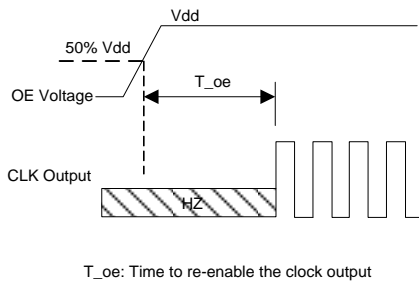 Vdd
50% Vdd
T_oe
OE Voltage
CLK Output
HZ
T_oe: Time to re-enable the clock output